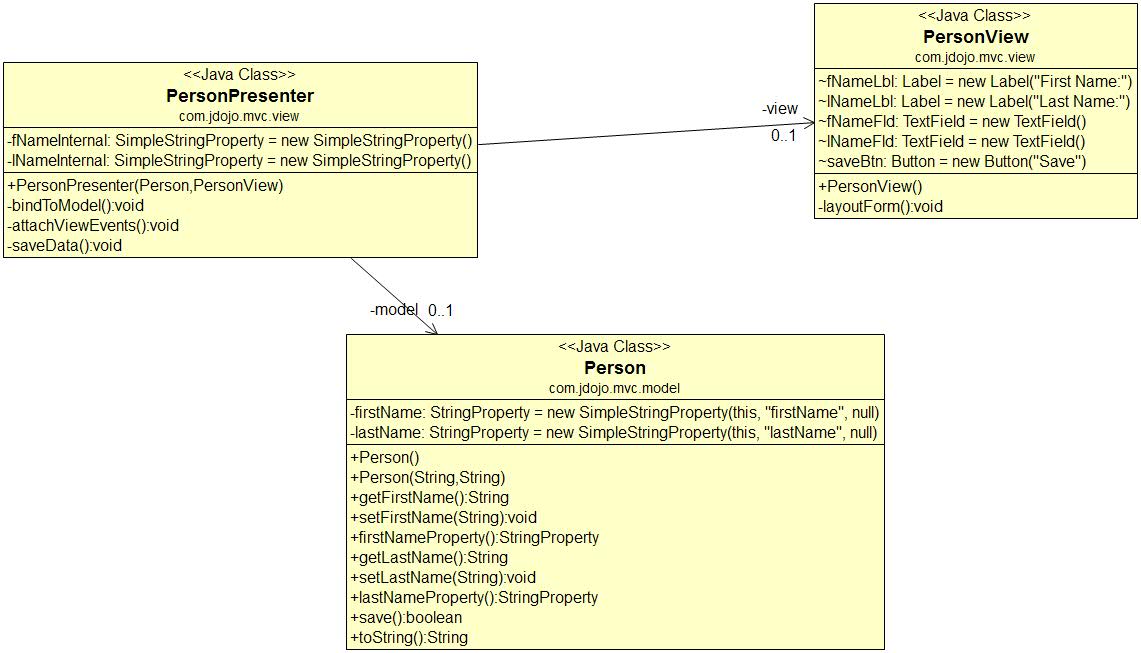 <<Java Class>>
PersonPresenter
com.jdojo.mvc.view
-fNameInternal: SimpleStringProperty = new SimpleStringProperty()
-lNameInternal: SimpleStringProperty = new SimpleStringProperty()
+PersonPresenter(Person,PersonView)
-bindToModel():void
-attachViewEvents():void
-saveData():void
-view
0..1
<<Java Class>>
PersonView
com.jdojo.mvc.view
~fNameLbl: Label = new Label("First Name:")
~lNameLbl: Label = new Label("Last Name:")
~fNameFld: TextField = new TextField()
~lNameFld: TextField = new TextField()
~saveBtn: Button = new Button("Save")
+PersonView()
-layoutForm():void
-model 0..1
<<Java Class>>
Person
com.jdojo.mvc.model
-firstName: StringProperty = new SimpleStringProperty(this, "firstName", null)
-lastName: StringProperty = new SimpleStringProperty(this, "lastName", null)
+Person()
+Person(String,String)
+getFirstName():String
+setFirstName(String):void
+firstNameProperty():StringProperty
+getLastName():String
+setLastName(String):void
+lastNameProperty():StringProperty
+save():boolean
+toString():String